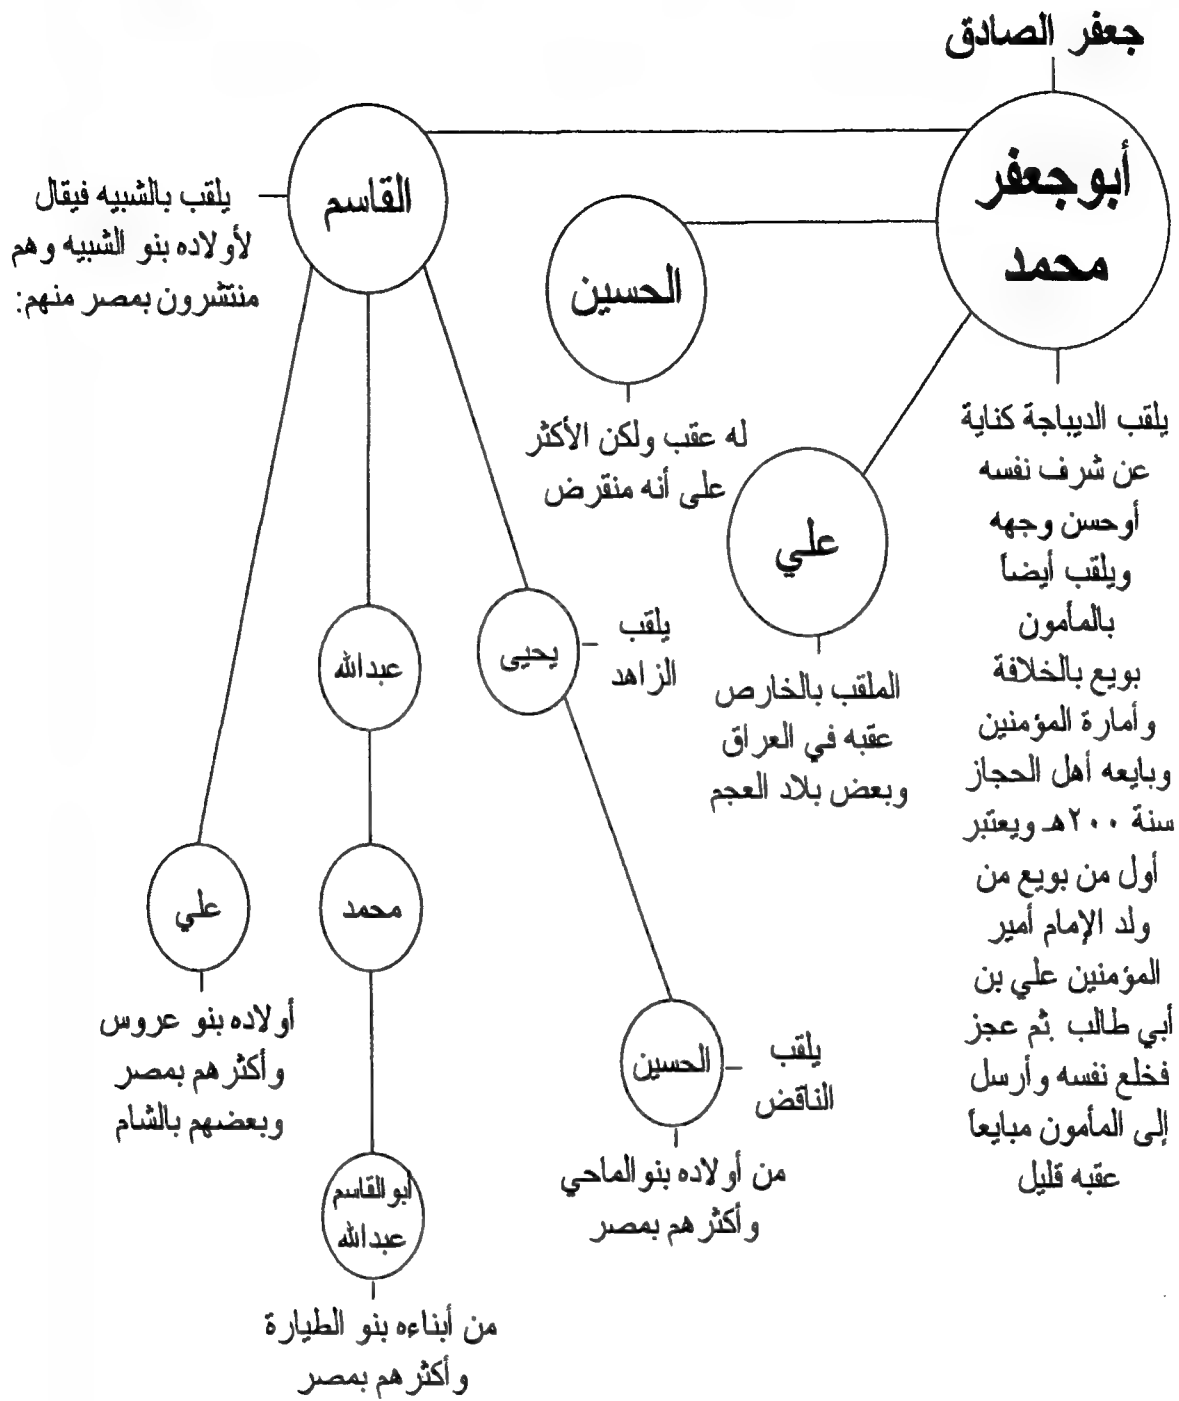 جعفر الصادق
أبو جعفر
محمد
يلقب الديباجة كناية
عن شرف نفسه
أوحسن وجهه
ويلقب أيضاً
بالمأمون
بويع بالخلافة
وأمارة المؤمنين
وبايعه أهل الحجاز
سنة ٢٠٠هـ ويعتبر
أول من بويع من
ولد الإمام أمير
المؤمنين علي بن
أبي طالب ثم عجز
فخلع نفسه وأرسل
إلى المأمون مبايعاً
عقبه قليل
علي
الملقب بالخارص
عقبه في العراق
وبعض بلاد العجم
الحسين
له عقب ولكن الأكثر
على أنه منقرض
القاسم
يلقب بالشبيه فيقال
لأولاده بنو الشبيه وهم
منتشرون بمصر منهم:
يحيى
يلقب
الزاهد
الحسين
يلقب
الناقض
من أولاده بنو الماحي
وأكثرهم بمصر
عبدالله
محمد
أبو القاسم
عبدالله
من أبناءه بنو الطيارة
وأكثرهم بمصر
علي
أولاده بنو عروس
وأكثرهم بمصر
وبعضهم بالشام